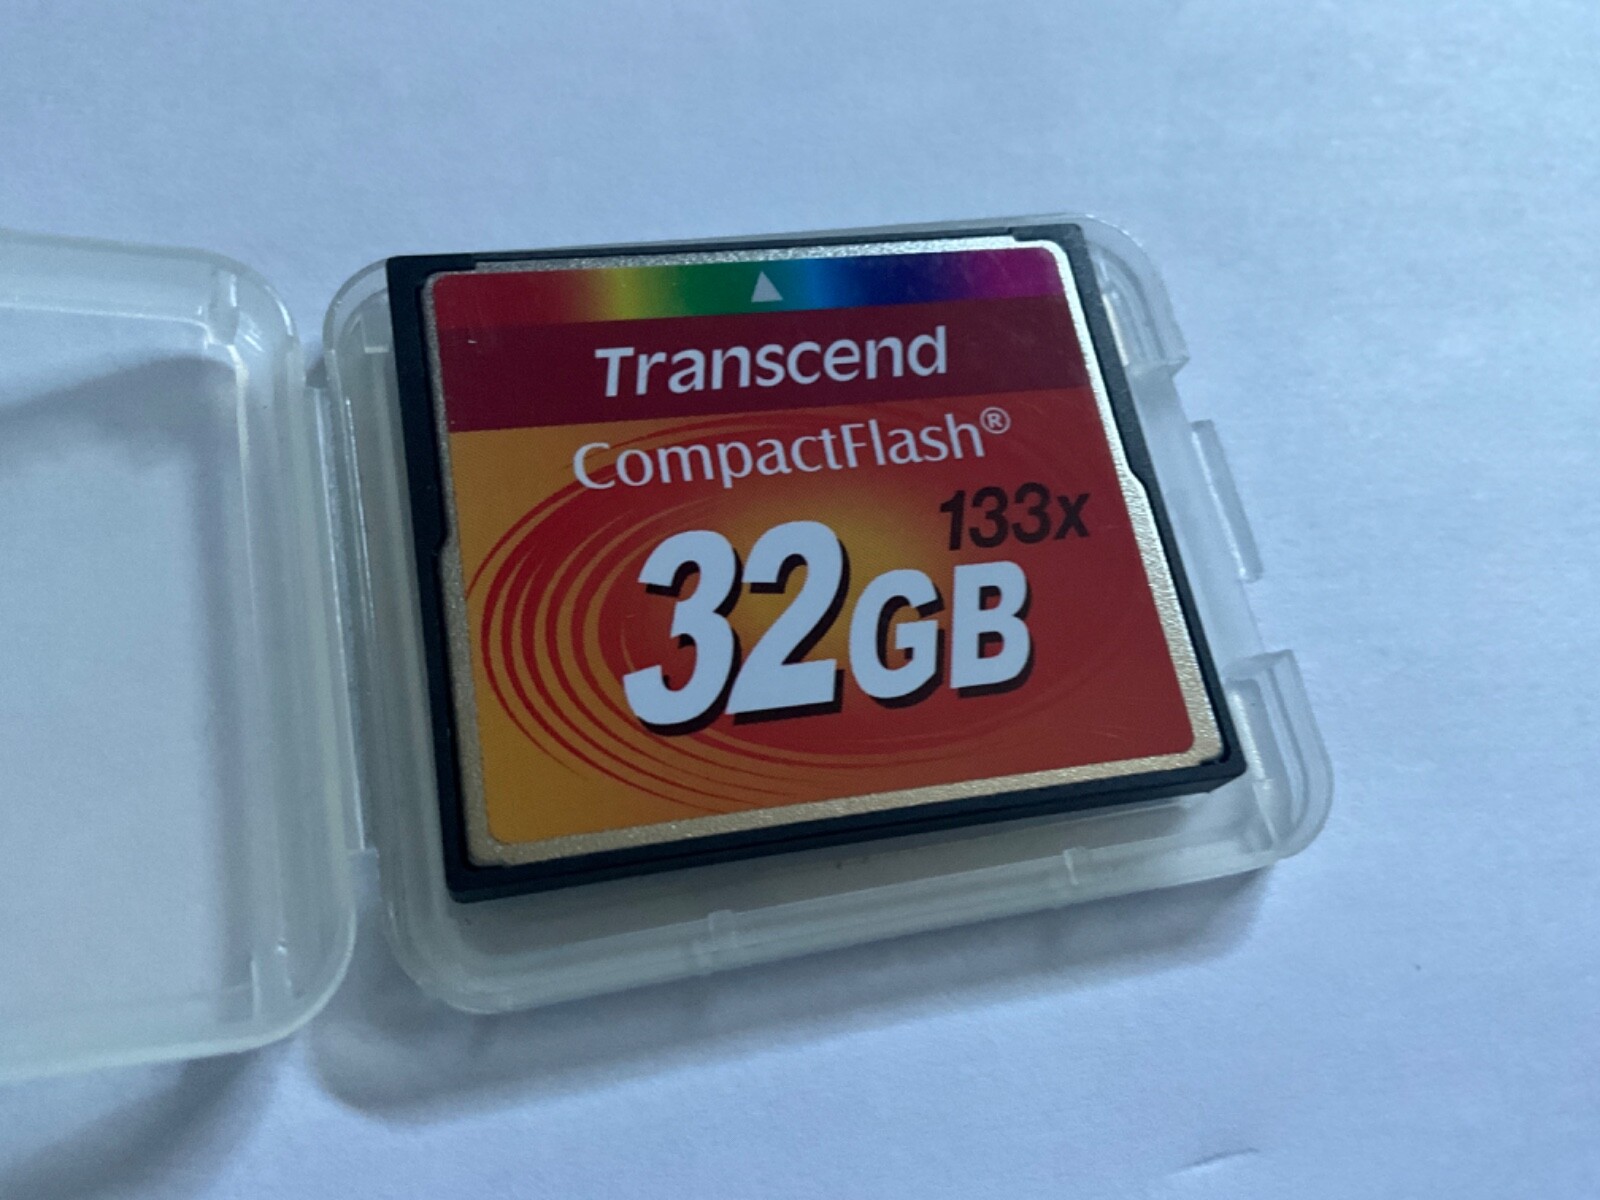 Transcend
CompactFlash®
133x
32GB